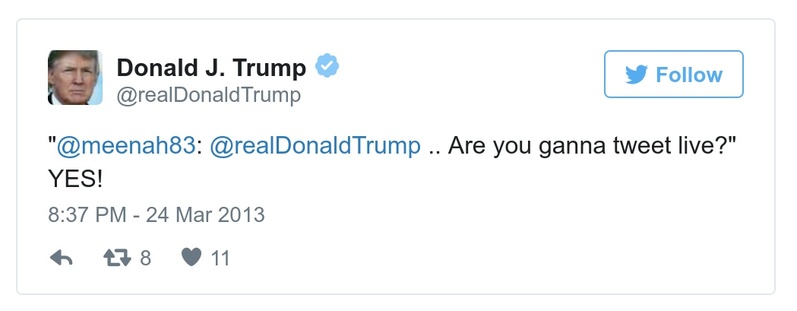 Donald J. Trump
@realDonaldTrump
Follow
"@meenah83: @realDonaldTrump .. Are you ganna tweet live?"
YES!
8:37 PM - 24 Mar 2013
8 11